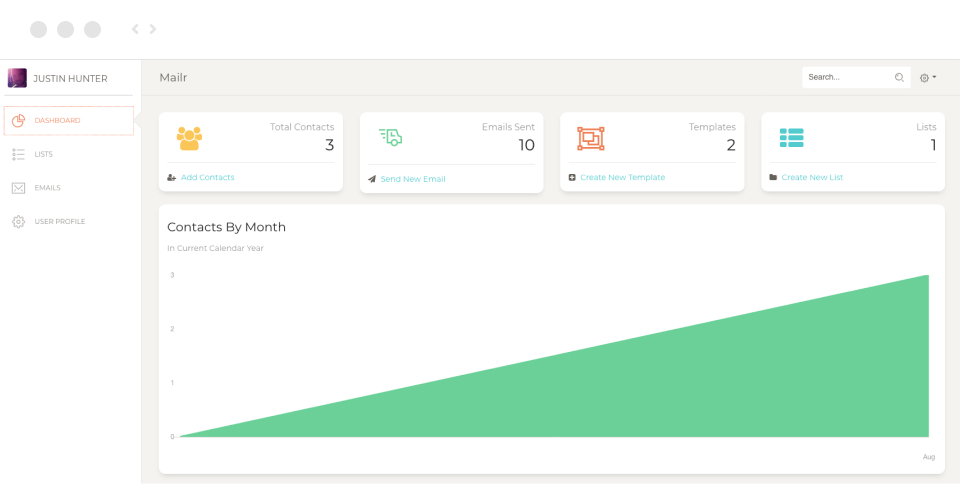 JUSTIN HUNTER
Mailr
Search...
DASHBOARD
LISTS
EMAILS
USER PROFILE
Total Contacts
3
Add Contacts
Emails Sent
10
Send New Email
Templates
2
Create New Template
Lists
1
Create New List
Contacts By Month
In Current Calendar Year
3
2
1
0
Aug